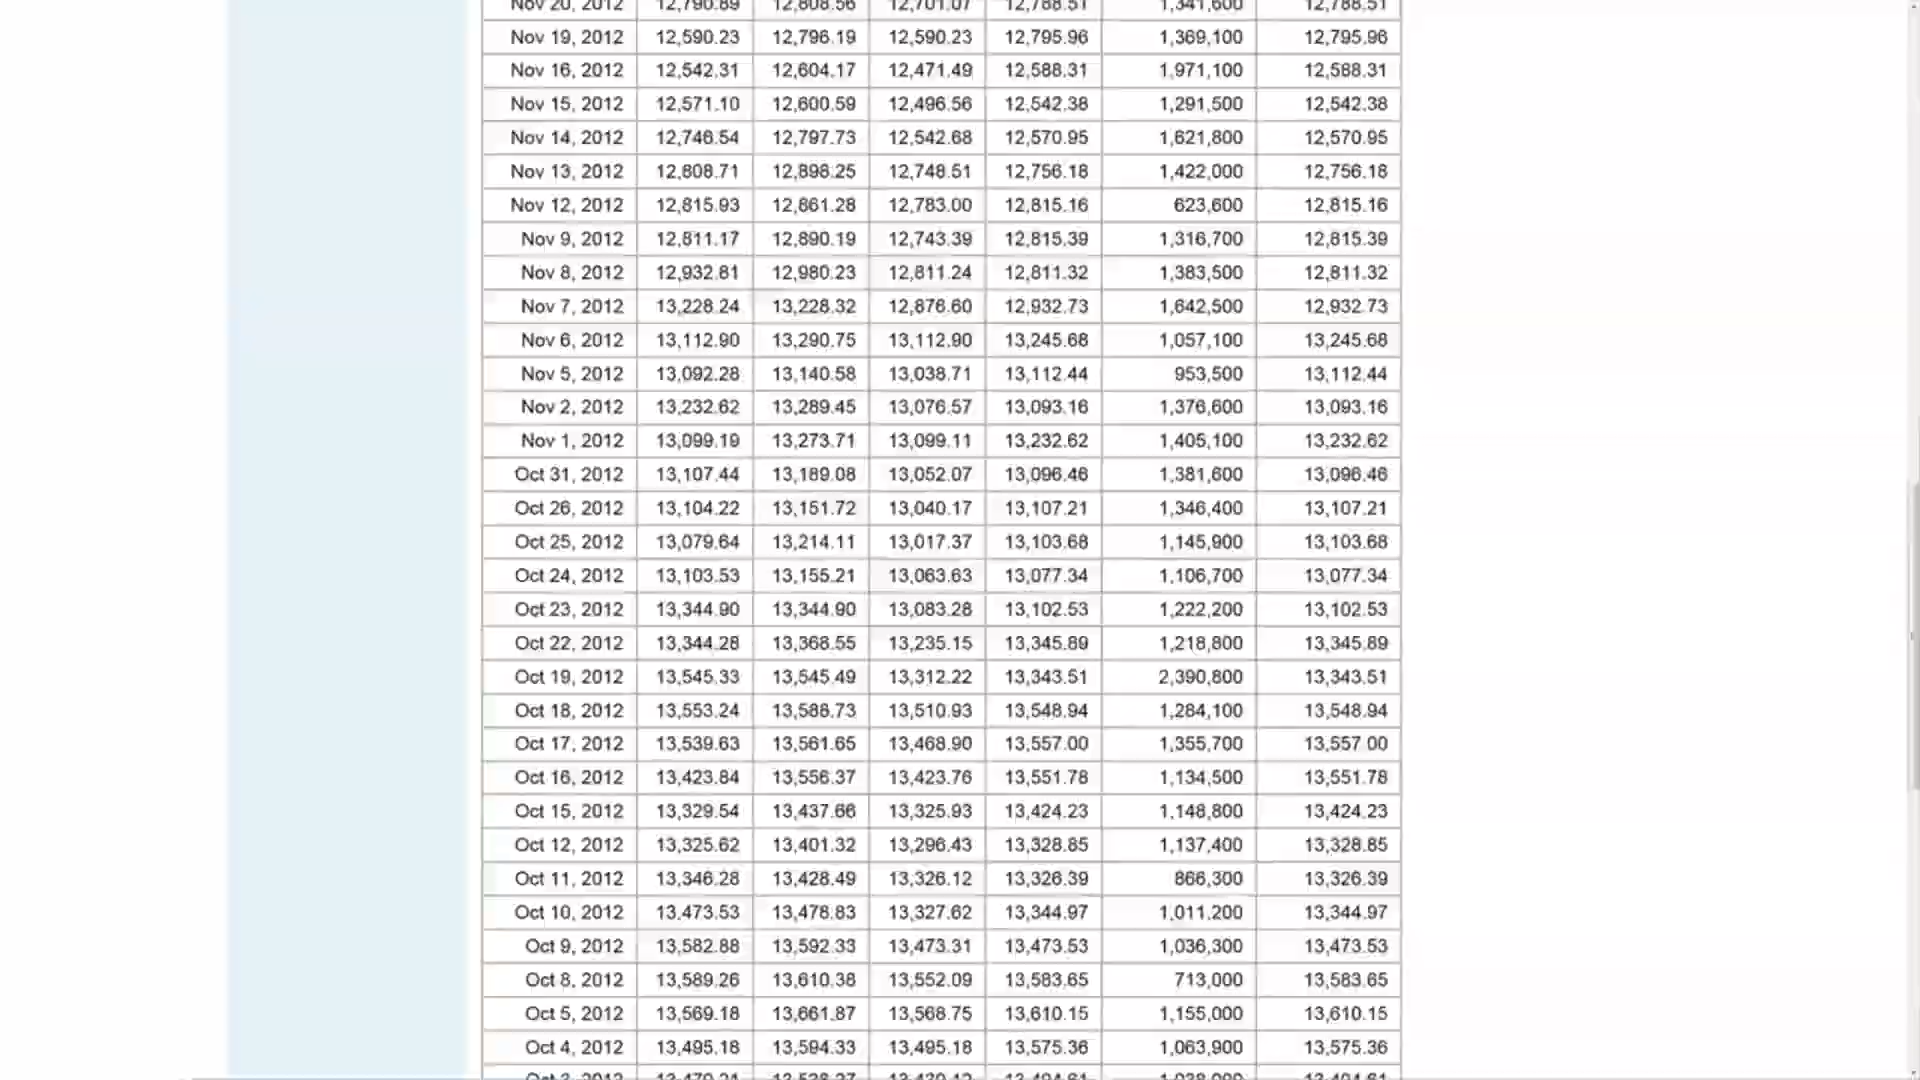 Nov 20, 2012 12,790.89 12,808.56 12,701.07 12,788.51 1,341,600 12,788.51
Nov 19, 2012 12,590.23 12,796.19 12,590.23 12,795.96 1,369,100 12,795.96
Nov 16, 2012 12,542.31 12,604.17 12,471.49 12,588.31 1,971,100 12,588.31
Nov 15, 2012 12,571.10 12,600.59 12,496.56 12,542.38 1,291,500 12,542.38
Nov 14, 2012 12,746.54 12,797.73 12,542.68 12,570.95 1,621,800 12,570.95
Nov 13, 2012 12,808.71 12,898.25 12,748.51 12,756.18 1,422,000 12,756.18
Nov 12, 2012 12,815.93 12,861.28 12,783.00 12,815.16 623,600 12,815.16
Nov 9, 2012 12,811.17 12,890.19 12,743.39 12,815.39 1,316,700 12,815.39
Nov 8, 2012 12,932.81 12,980.23 12,811.24 12,811.32 1,383,500 12,811.32
Nov 7, 2012 13,228.24 13,228.32 12,876.60 12,932.73 1,642,500 12,932.73
Nov 6, 2012 13,112.90 13,290.75 13,112.90 13,245.68 1,057,100 13,245.68
Nov 5, 2012 13,092.28 13,140.58 13,038.71 13,112.44 953,500 13,112.44
Nov 2, 2012 13,232.62 13,289.45 13,076.57 13,093.16 1,376,600 13,093.16
Nov 1, 2012 13,099.19 13,273.71 13,099.11 13,232.62 1,405,100 13,232.62
Oct 31, 2012 13,107.44 13,189.08 13,052.07 13,096.46 1,381,600 13,096.46
Oct 26, 2012 13,104.22 13,151.72 13,040.17 13,107.21 1,346,400 13,107.21
Oct 25, 2012 13,079.64 13,214.11 13,017.37 13,103.68 1,145,900 13,103.68
Oct 24, 2012 13,103.53 13,155.21 13,063.63 13,077.34 1,106,700 13,077.34
Oct 23, 2012 13,344.90 13,344.90 13,083.28 13,102.53 1,222,200 13,102.53
Oct 22, 2012 13,344.28 13,368.55 13,235.15 13,345.89 1,218,800 13,345.89
Oct 19, 2012 13,545.33 13,545.49 13,312.22 13,343.51 2,390,800 13,343.51
Oct 18, 2012 13,553.24 13,588.73 13,510.93 13,548.94 1,284,100 13,548.94
Oct 17, 2012 13,539.63 13,561.65 13,468.90 13,557.00 1,355,700 13,557.00
Oct 16, 2012 13,423.84 13,556.37 13,423.76 13,551.78 1,134,500 13,551.78
Oct 15, 2012 13,329.54 13,437.66 13,325.93 13,424.23 1,148,800 13,424.23
Oct 12, 2012 13,325.62 13,401.32 13,296.43 13,328.85 1,137,400 13,328.85
Oct 11, 2012 13,346.28 13,428.49 13,326.12 13,326.39 866,300 13,326.39
Oct 10, 2012 13,473.53 13,478.83 13,327.62 13,344.97 1,011,200 13,344.97
Oct 9, 2012 13,582.88 13,592.33 13,473.31 13,473.53 1,036,300 13,473.53
Oct 8, 2012 13,589.26 13,610.38 13,552.09 13,583.65 713,000 13,583.65
Oct 5, 2012 13,569.18 13,661.87 13,568.75 13,610.15 1,155,000 13,610.15
Oct 4, 2012 13,495.18 13,594.33 13,495.18 13,575.36 1,063,900 13,575.36
Oct 3, 2012